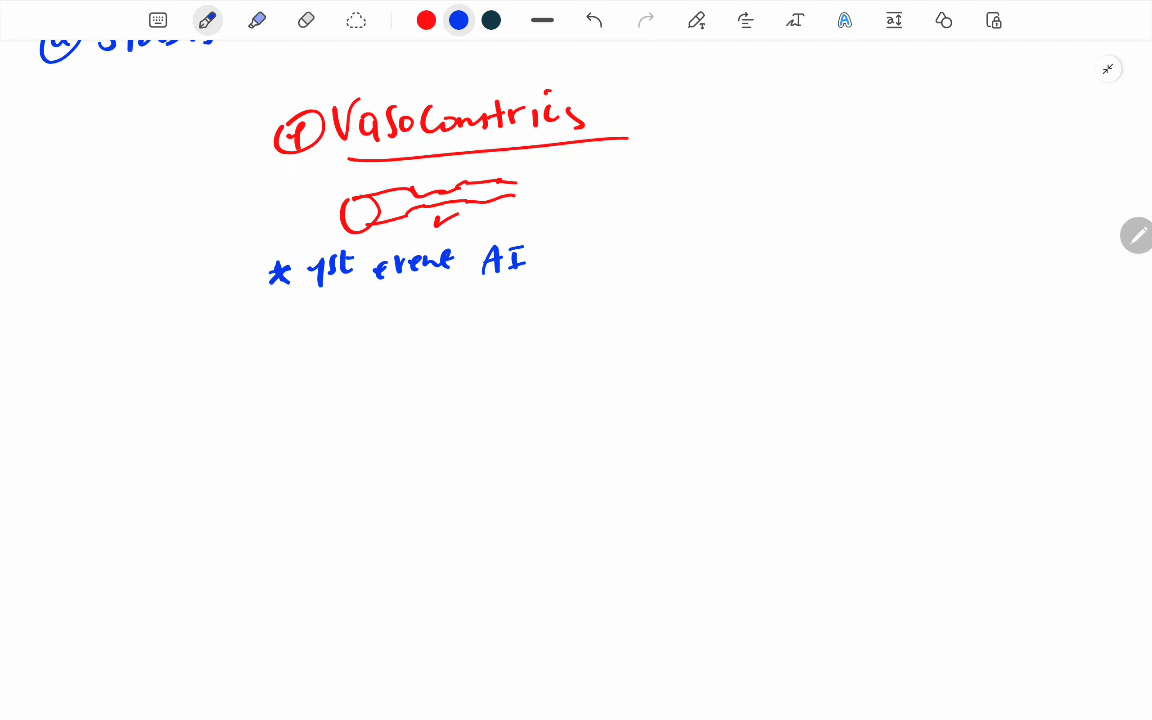 ① Vasoconstrics
* 1st event AI